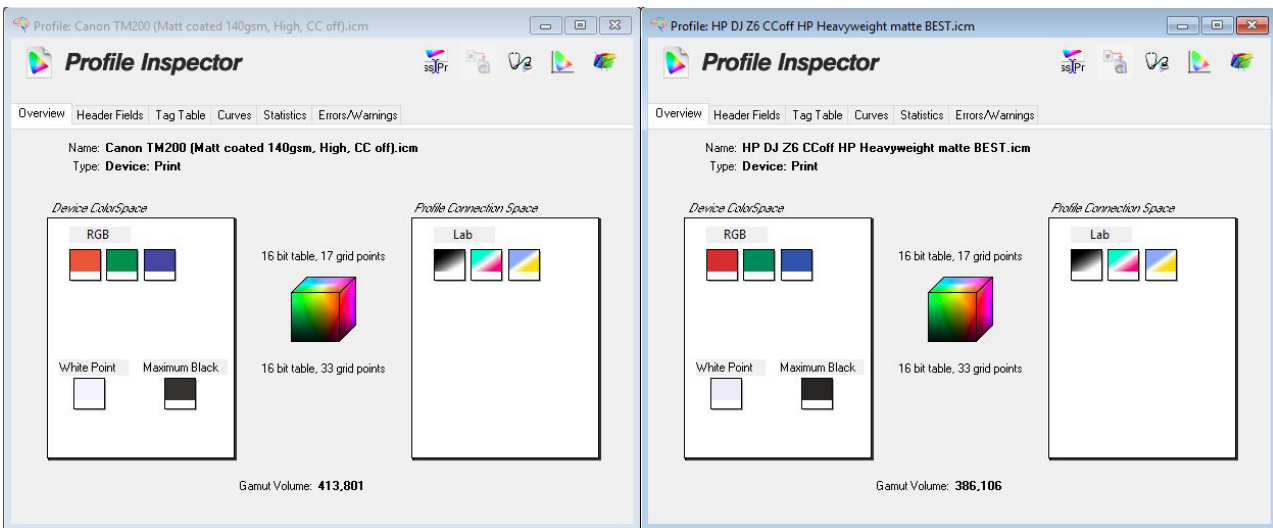 Profile: Canon TM200 (Matt coated 140gsm, High, CC off).icm
Profile Inspector
Overview Header Fields Tag Table Curves Statistics Errors/Warnings
Name: Canon TM200 (Matt coated 140gsm, High, CC off).icm
Type: Device: Print
Device ColorSpace
Profile Connection Space
RGB
Lab
16 bit table, 17 grid points
White Point Maximum Black
16 bit table, 33 grid points
Gamut Volume: 413,801
Profile: HP DJ Z6 CCoff HP Heavyweight matte BEST.icm
Profile Inspector
Overview Header Fields Tag Table Curves Statistics Errors/Warnings
Name: HP DJ Z6 CCoff HP Heavyweight matte BEST.icm
Type: Device: Print
Device ColorSpace
Profile Connection Space
RGB
Lab
16 bit table, 17 grid points
White Point Maximum Black
16 bit table, 33 grid points
Gamut Volume: 386,106